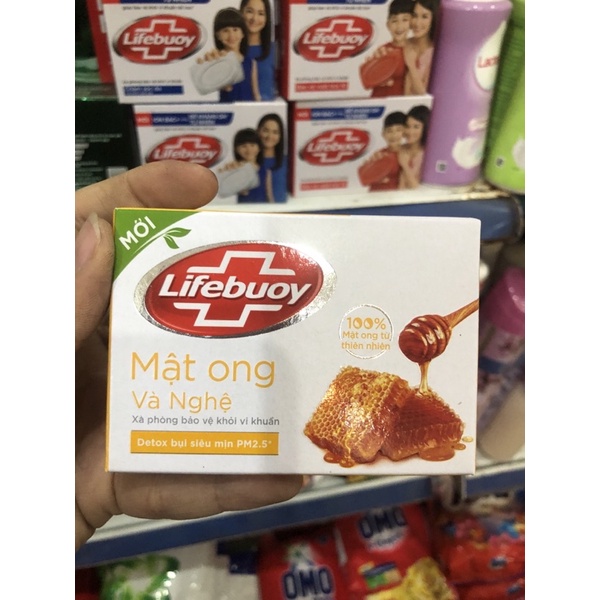 Lifebuoy
Lifebuoy
Lifebuoy
Lifebuoy
MỚI
Lifebuoy
100%
Mật ong từ
thiên nhiên
Mật ong
Và Nghệ
Xà phòng bảo vệ khỏi vi khuẩn
Detox bụi siêu mịn PM2.5*
OMO
OMO